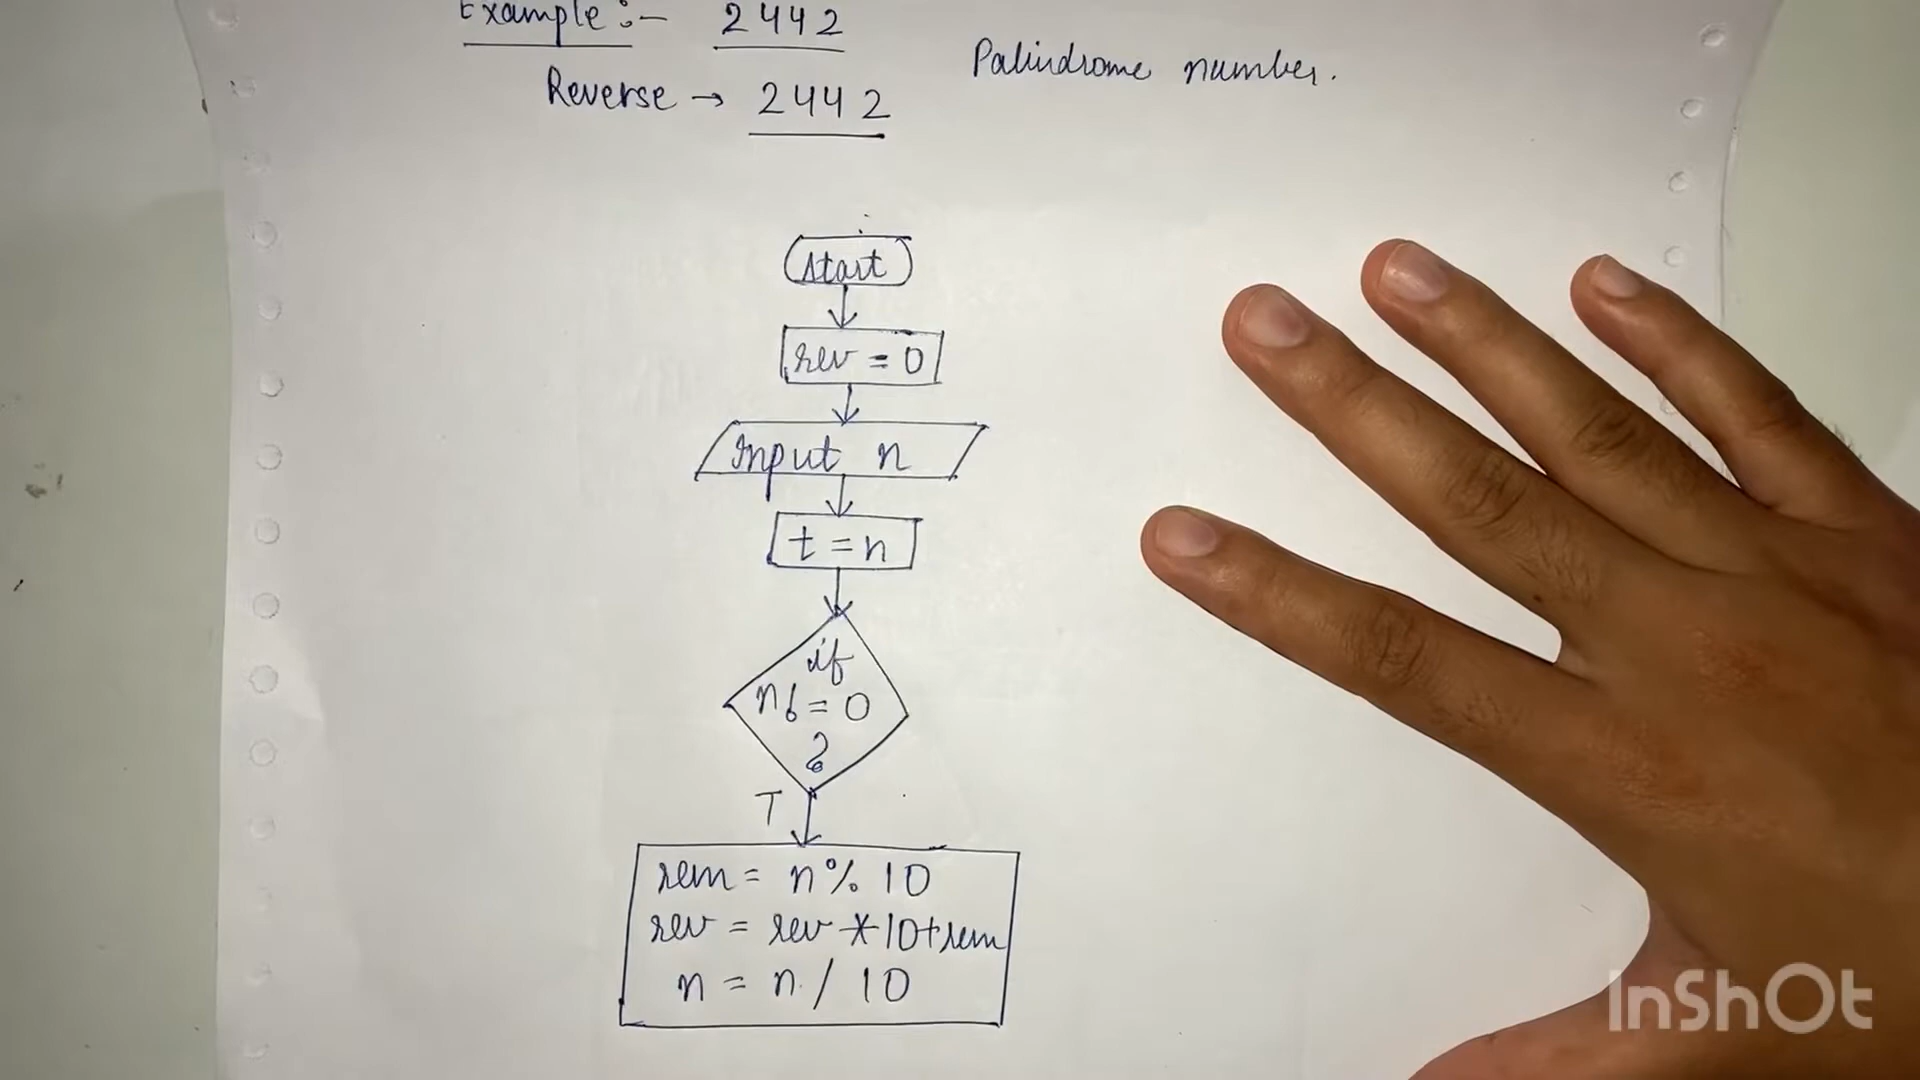 Example :- 2442
Reverse → 2442
Palindrome number.
Start
rev = 0
Input n
t = n
if
n != 0
?
T
rem = n % 10
rev = rev * 10 + rem
n = n / 10
InShOt